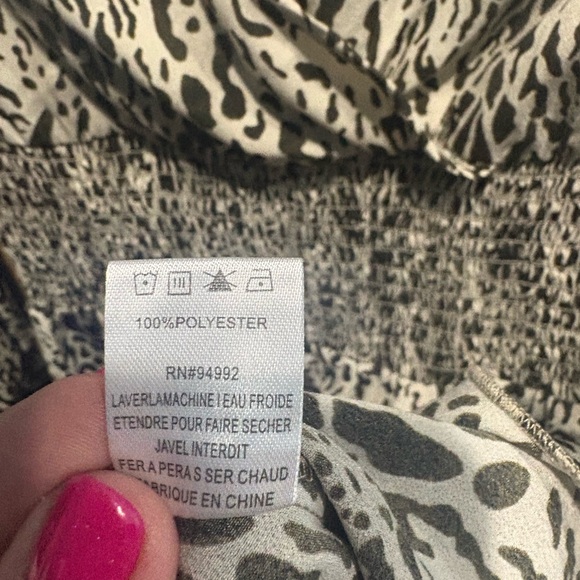 100%POLYESTER
RN#94992
LAVERLAMACHINE I EAU FROIDE
ETENDRE POUR FAIRE SECHER
JAVEL INTERDIT
FER A PERA S SER CHAUD
ABRIQUE EN CHINE